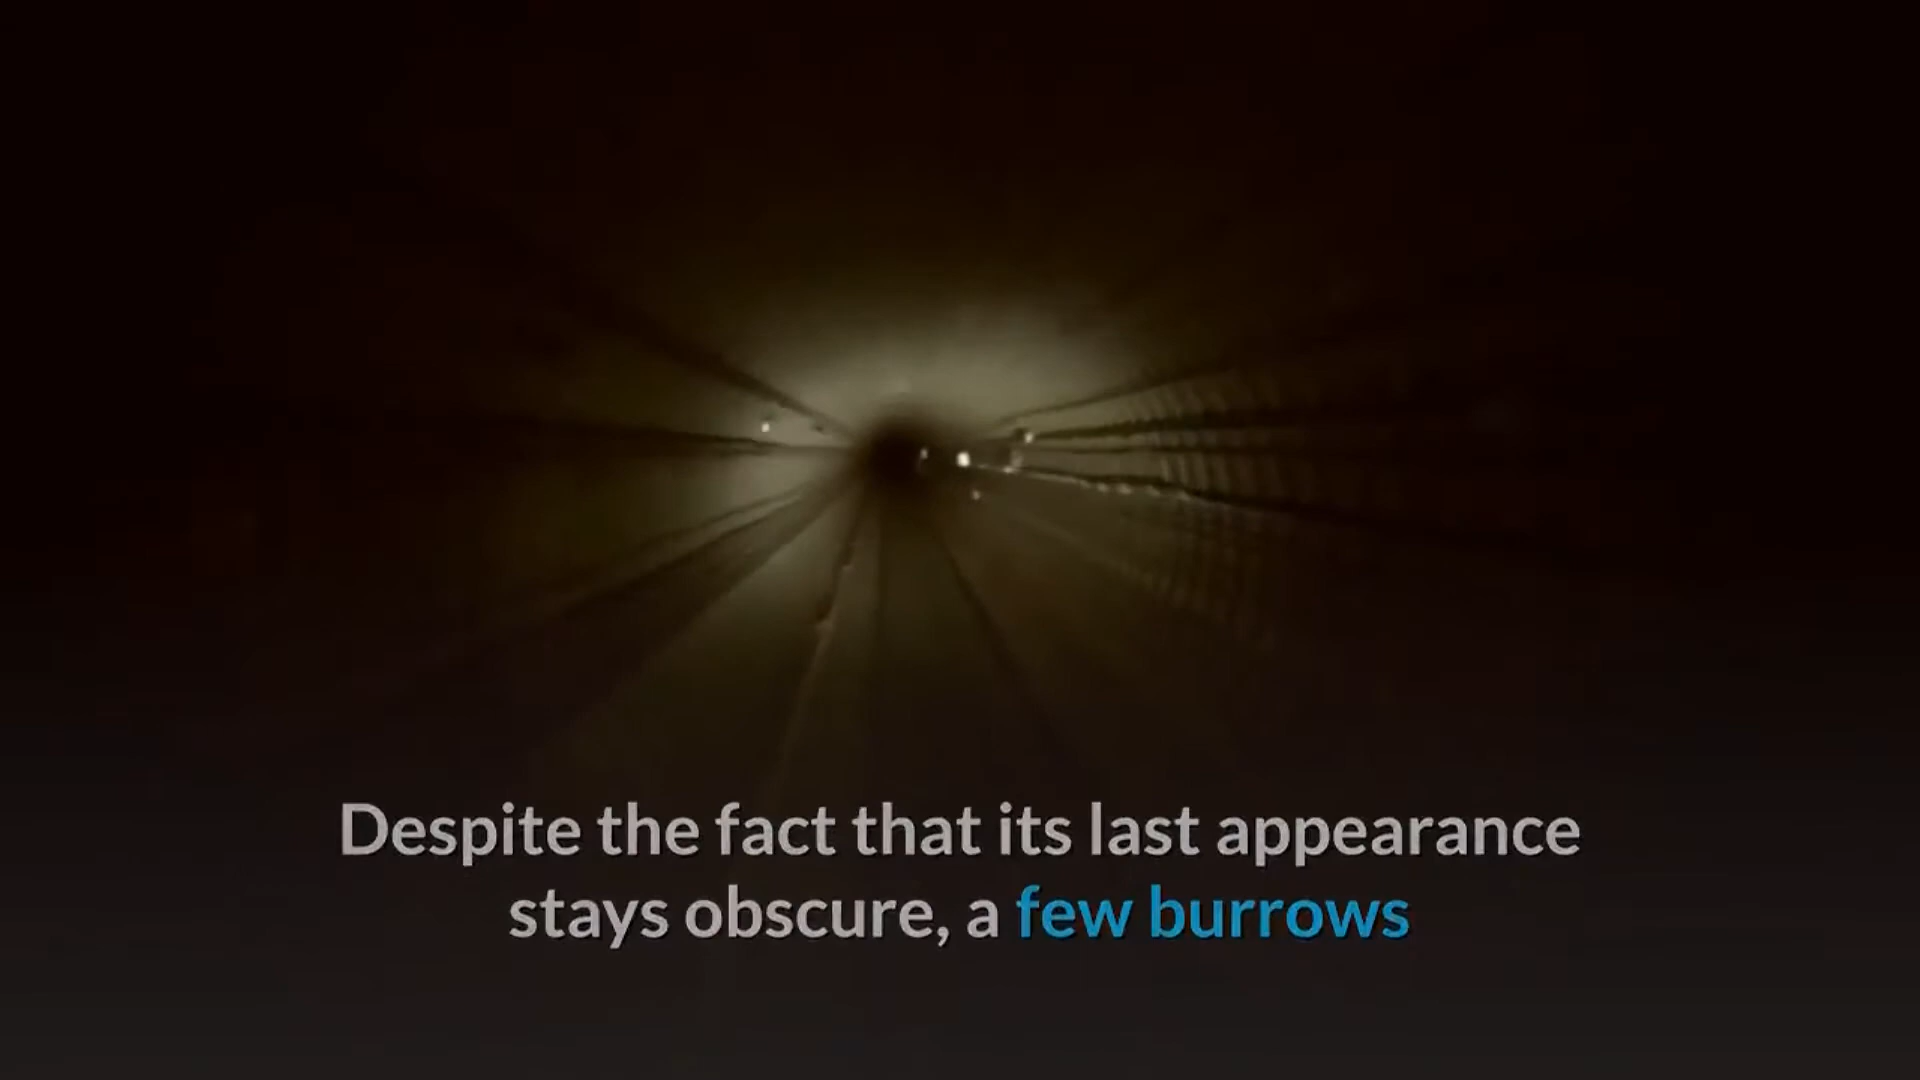 Despite the fact that its last appearance
stays obscure, a few burrows